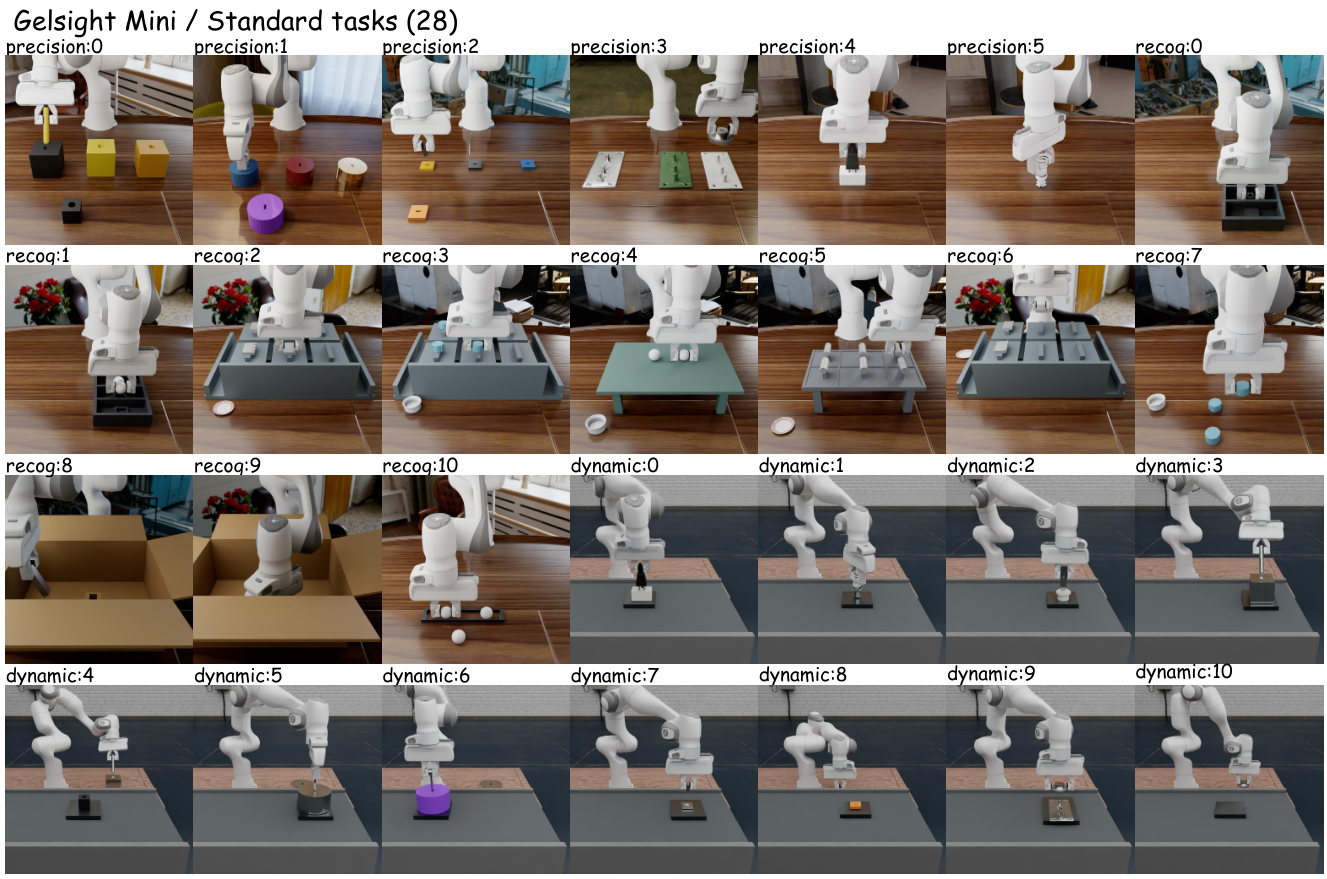 Gelsight Mini / Standard tasks (28)
precision:0 precision:1 precision:2 precision:3 precision:4 precision:5 recog:0
recog:1 recog:2 recog:3 recog:4 recog:5 recog:6 recog:7
recog:8 recog:9 recog:10 dynamic:0 dynamic:1 dynamic:2 dynamic:3
dynamic:4 dynamic:5 dynamic:6 dynamic:7 dynamic:8 dynamic:9 dynamic:10